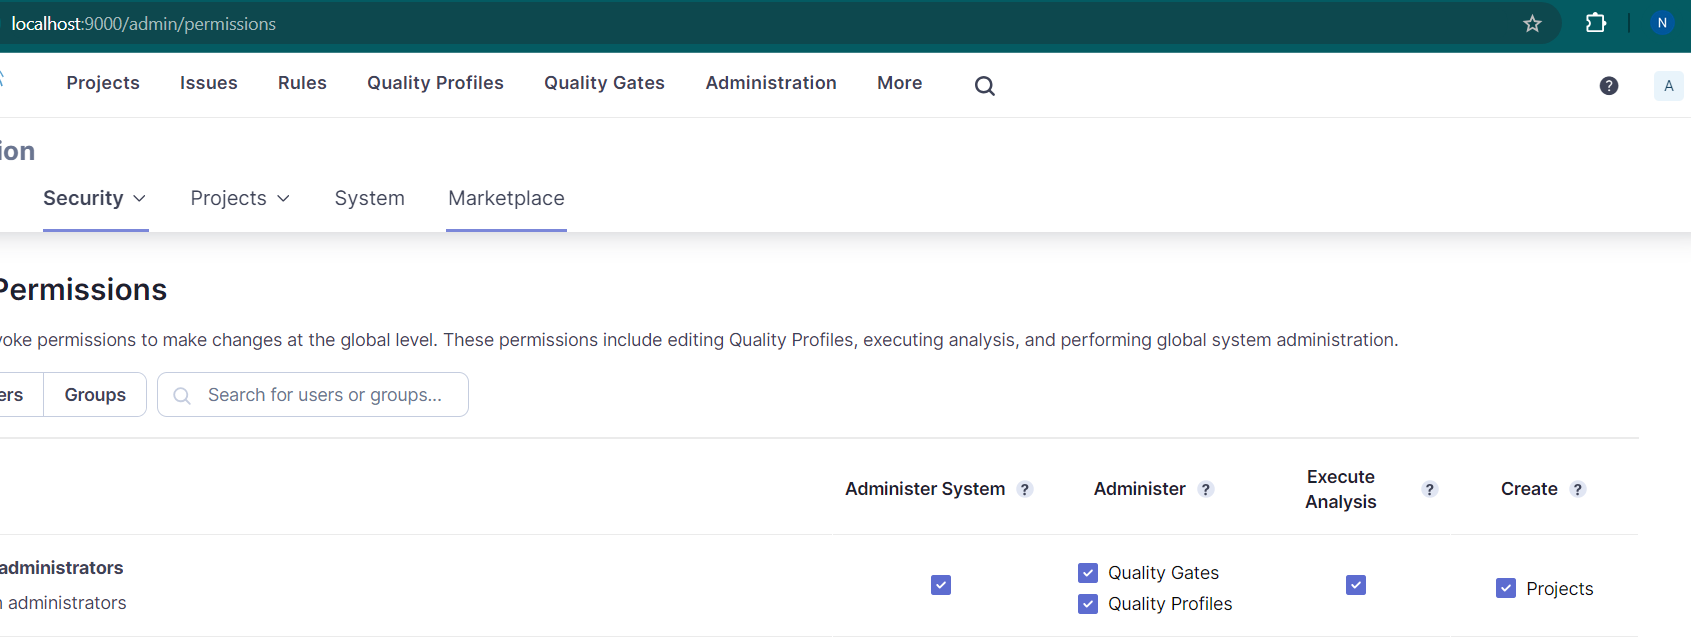 localhost:9000/admin/permissions
N
Projects Issues Rules Quality Profiles Quality Gates Administration More
? A
ion
Security Projects System Marketplace
Permissions
voke permissions to make changes at the global level. These permissions include editing Quality Profiles, executing analysis, and performing global system administration.
ers Groups Search for users or groups...
Administer System ? Administer ? Execute Analysis ? Create ?
administrators
administrators
Quality Gates
Quality Profiles
Projects